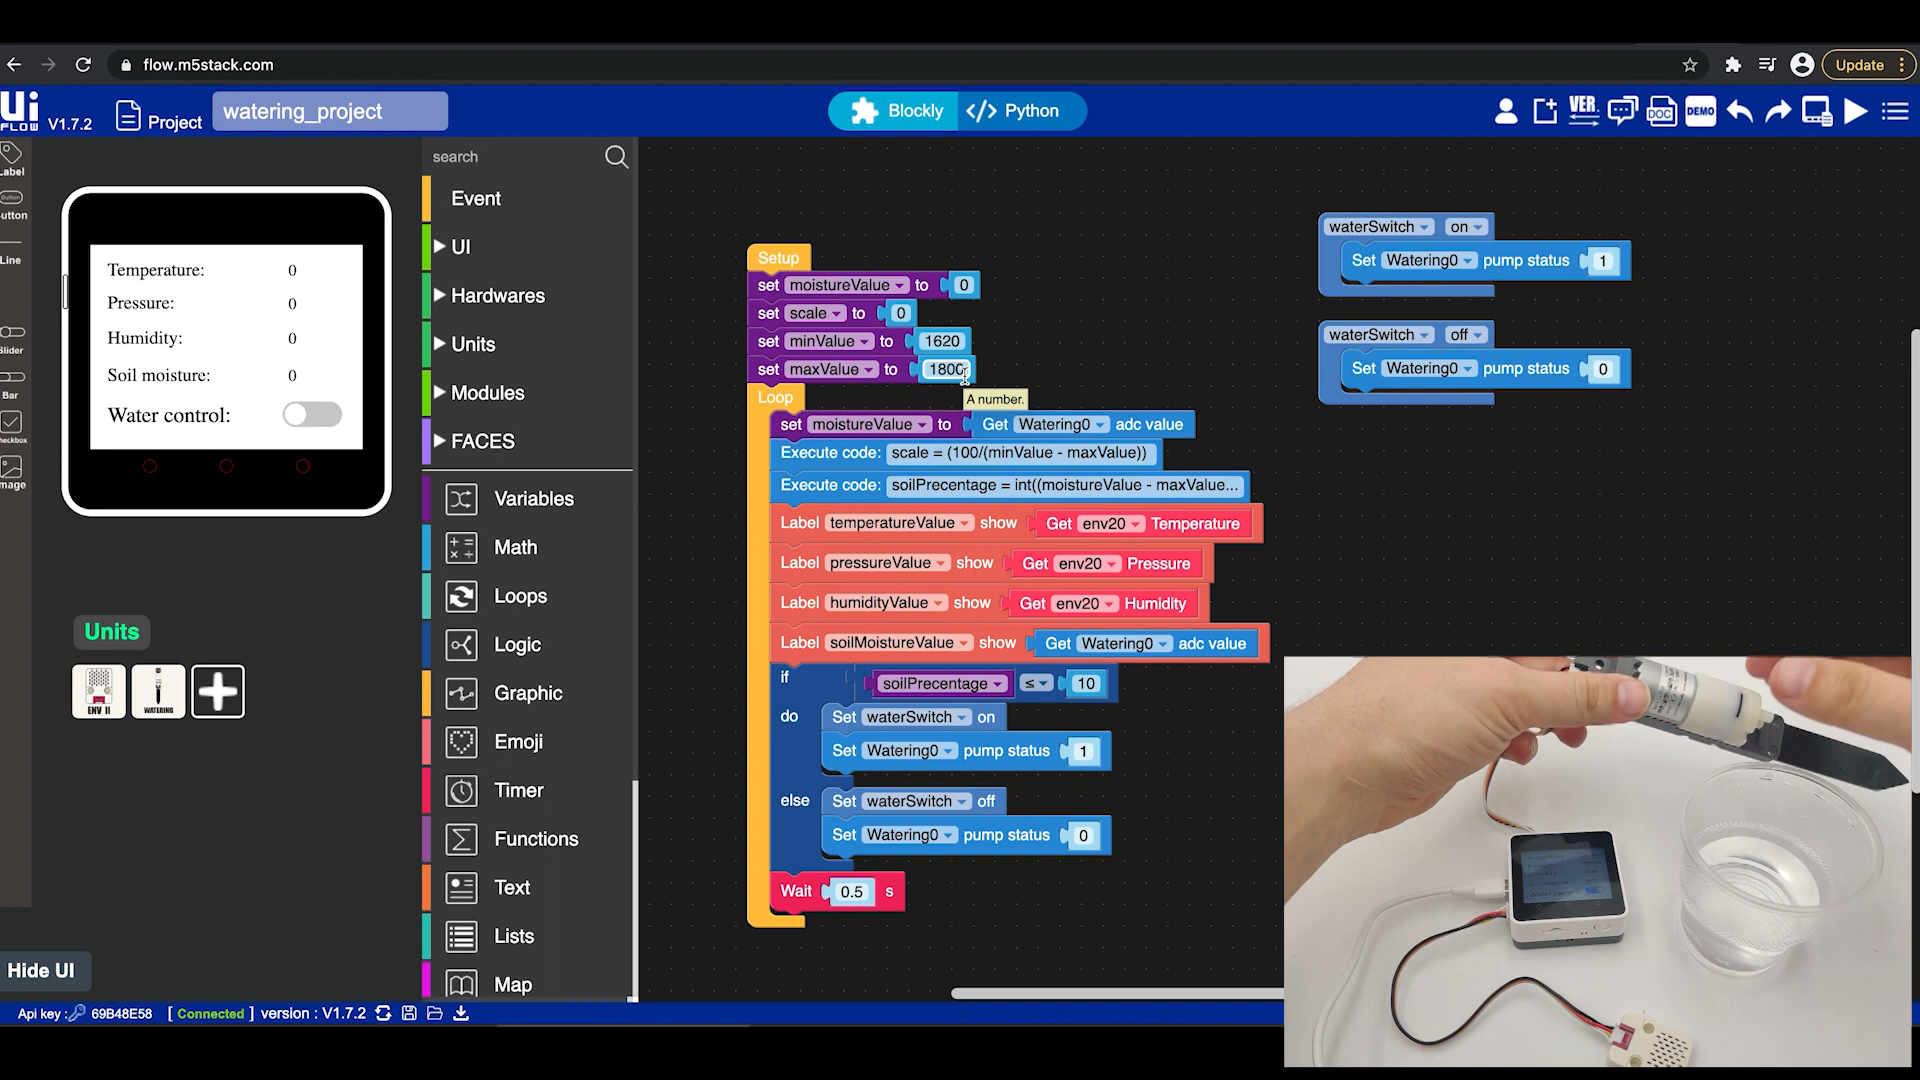 flow.m5stack.com
Update
Ui
FLOW
V1.7.2
Project
watering_project
Blockly
Python
VER.
DOC
DEMO
Label
Button
utton
Line
Slider
Bar
heckbox
mage
Temperature: 0
Pressure: 0
Humidity: 0
Soil moisture: 0
Water control:
Units
ENV II
WATERING
Hide UI
search
Event
UI
Hardwares
Units
Modules
FACES
Variables
Math
Loops
Logic
Graphic
Emoji
Timer
Functions
Text
Lists
Map
Setup
set moistureValue to 0
set scale to 0
set minValue to 1620
set maxValue to 1800
A number.
Loop
set moistureValue to Get Watering0 adc value
Execute code: scale = (100/(minValue - maxValue))
Execute code: soilPrecentage = int((moistureValue - maxValue...
Label temperatureValue show Get env20 Temperature
Label pressureValue show Get env20 Pressure
Label humidityValue show Get env20 Humidity
Label soilMoistureValue show Get Watering0 adc value
if soilPrecentage ≤ 10
do Set waterSwitch on
Set Watering0 pump status 1
else Set waterSwitch off
Set Watering0 pump status 0
Wait 0.5 s
waterSwitch on
Set Watering0 pump status 1
waterSwitch off
Set Watering0 pump status 0
Api key : 69B48E58 [ Connected ] version : V1.7.2